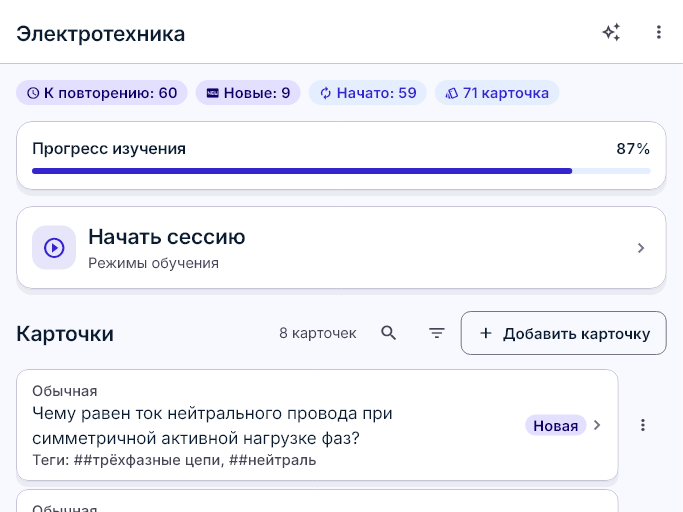 Электротехника
К повторению: 60
NEW Новые: 9
Начато: 59
71 карточка
Прогресс изучения
87%
Начать сессию
Режимы обучения
Карточки
8 карточек
+ Добавить карточку
Обычная
Чему равен ток нейтрального провода при
симметричной активной нагрузке фаз?
Новая
Теги: ##трёхфазные цепи, ##нейтраль
Обычная